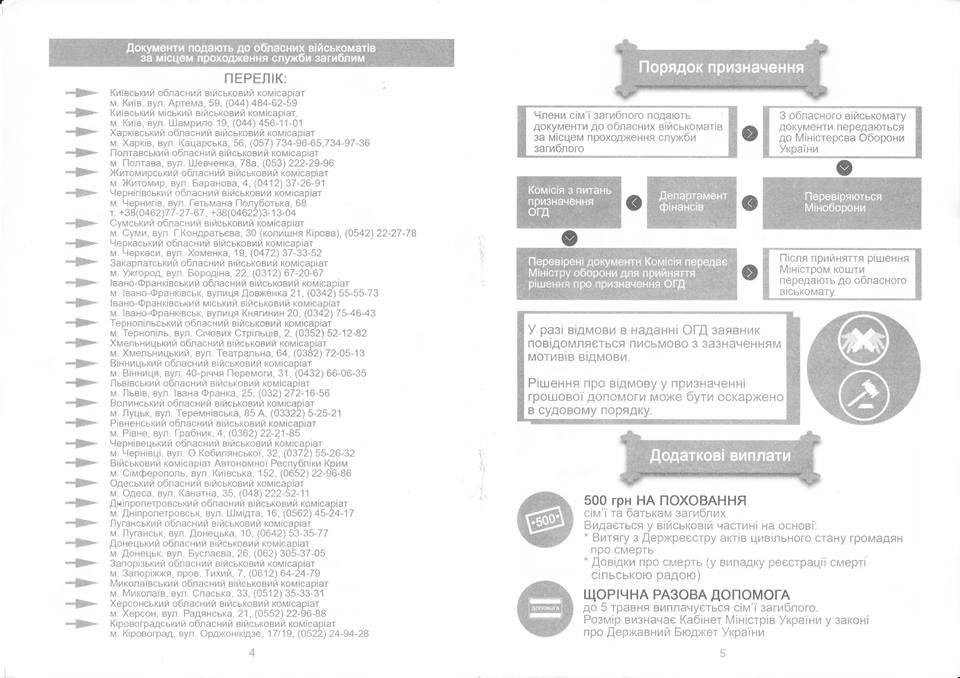 Документи подають до обласних військоматів
за місцем проходження служби загиблим
ПЕРЕЛІК:
Київський обласний військовий комісаріат
м. Київ. вул. Артема, 59, (044) 484-62-59
Київський міський військовий комісаріат,
м. Київ, вул. Шамрило 19, (044) 456-11-01
Харківський обласний військовий комісаріат
м. Харків, вул. Кацарська, 56, (057) 734-96-65,734-97-36
Полтавський обласний військовий комісаріат
м. Полтава, вул. Шевченка, 78а, (053) 222-29-96
Житомирський обласний військовий комісаріат
м. Житомир, вул. Баранова, 4, (0412) 37-26-91
Чернігівський обласний військовий комісаріат
м. Чернигів, вул. Гетьмана Полуботька, 68
т. +38(0462)77-27-67, +38(04622)3-13-04
Сумський обласний військовий комісаріат
м. Суми, вул. Г.Кондратьєва, 30 (колишня Кірова), (0542) 22-27-78
Черкаський обласний військовий комісаріат
м. Черкаси, вул. Хоменка, 19, (0472) 37-33-52
Закарпатський обласний військовий комісаріат
м. Ужгород, вул. Бородіна, 22, (0312) 67-20-67
Івано-Франківський обласний військовий комісаріат
м. Івано-Франківськ, вулиця Довженка 21, (0342) 55-55-73
Івано-Франківський міський військовий комісаріат
м. Івано-Франківськ, вулиця Княгинин 20, (0342) 75-46-43
Тернопільський обласний військовий комісаріат
м. Тернопіль, вул. Січових Стрільців, 2, (0352) 52-12-82
Хмельницький обласний військовий комісаріат
м. Хмельницький, вул. Театральна, 64, (0382) 72-05-13
Вінницький обласний військовий комісаріат
м. Вінниця, вул. 40-річчя Перемоги, 31, (0432) 66-06-35
Львівський обласний військовий комісаріат
м. Львів, вул. Івана Франка, 25, (032) 272-16-56
Волинський обласний військовий комісаріат
м. Луцьк, вул. Теремнівська, 85 А, (03322) 5-25-21
Рівненський обласний військовий комісаріат
м. Рівне, вул. Грабник, 4, (0362) 22-21-85
Чернівецький обласний військовий комісаріат
м. Чернівці, вул. О.Кобилянської, 32, (0372) 55-26-32
Військовий комісаріат Автономної Республіки Крим
м. Сімферополь, вул. Київська, 152, (0652) 22-96-86
Одеський обласний військовий комісаріат
м. Одеса, вул. Канатна, 35, (048) 222-52-11
Дніпропетровський обласний військовий комісаріат
м. Дніпропетровськ, вул. Шмідта, 16, (0562) 45-24-17
Луганський обласний військовий комісаріат
м. Луганськ, вул. Донецька, 10, (0642) 53-35-77
Донецький обласний військовий комісаріат
м. Донецьк, вул. Буслаєва, 26, (062) 305-37-05
Запорізький обласний військовий комісаріат
м. Запоріжжя, пров. Тихий, 7, (0612) 64-24-79
Миколаївський обласний військовий комісаріат
м. Миколаїв, вул. Спаська, 33, (0512) 35-33-31
Херсонський обласний військовий комісаріат
м. Херсон, вул. Радянська, 21, (0552) 22-96-88
Кіровоградський обласний військовий комісаріат
м. Кіровоград, вул. Орджонікідзе, 17/19, (0522) 24-94-28
4
Порядок призначення
Члени сім'ї загиблого подають
документи до обласних військоматів
за місцем проходження служби
загиблого
З обласного військомату
документи передаються
до Міністерсва Оборони
України
Перевіряються
Міноборони
Департамент
фінансів
Комісія з питань
призначення
ОГД
Перевірені документи Комісія передає
Міністру оборони для прийняття
рішення про призначення ОГД
Після прийняття рішення
Міністром кошти
передають до обласного
віськомату
У разі відмови в наданні ОГД заявник
повідомляється письмово з зазначенням
мотивів відмови.
Рішення про відмову у призначенні
грошової допомоги може бути оскаржено
в судовому порядку.
Додаткові виплати
*500*
500 грн НА ПОХОВАННЯ
сім'ї та батькам загиблих
Видається у військовій частині на основі:
* Витягу з Держреєстру актів цивільного стану громадян
про смерть
* Довідки про смерть (у випадку реєстрації смерті
сільською радою)
ДОПОМОГА
ЩОРІЧНА РАЗОВА ДОПОМОГА
до 5 травня виплачується сім'ї загиблого.
Розмір визначає Кабінет Міністрів України у законі
про Державний Бюджет України
5